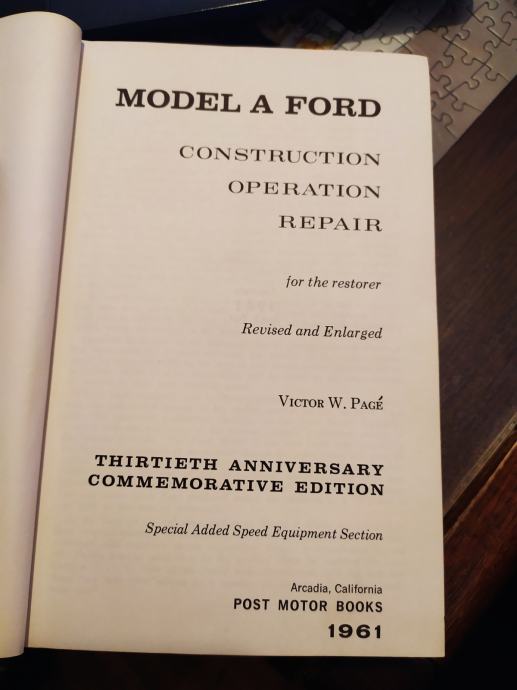 MODEL A FORD
CONSTRUCTION
OPERATION
REPAIR
for the restorer
Revised and Enlarged
VICTOR W. PAGÉ
THIRTIETH ANNIVERSARY
COMMEMORATIVE EDITION
Special Added Speed Equipment Section
Arcadia, California
POST MOTOR BOOKS
1961